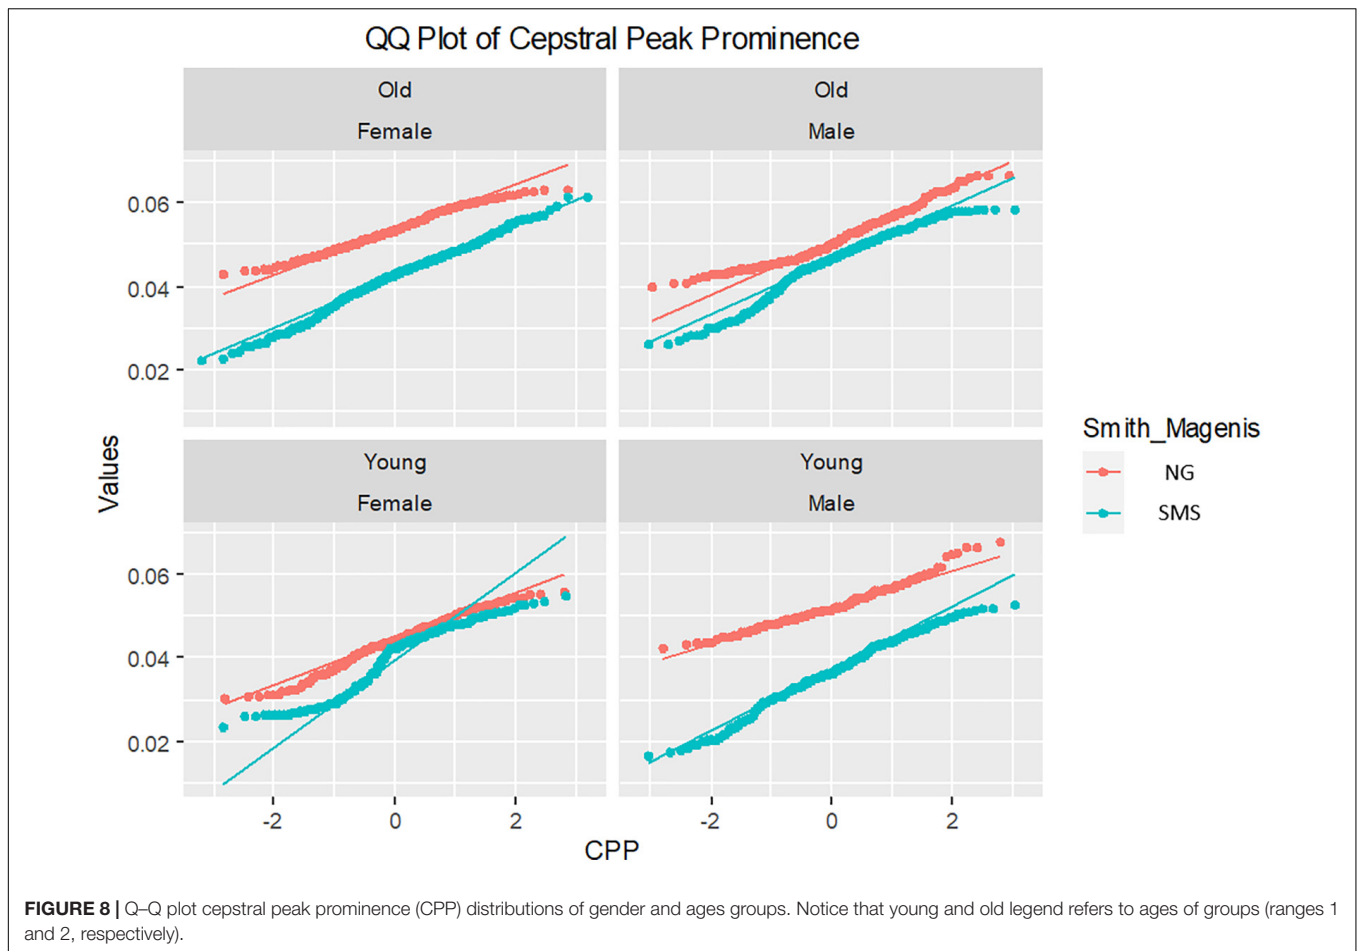 QQ Plot of Cepstral Peak Prominence
Old
Female
Old
Male
0.06
0.04
0.02
Young
Female
Young
Male
0.06
0.04
0.02
-2
0
2
-2
0
2
Values
CPP
Smith_Magenis
NG
SMS
FIGURE 8 | Q–Q plot cepstral peak prominence (CPP) distributions of gender and ages groups. Notice that young and old legend refers to ages of groups (ranges 1
and 2, respectively).